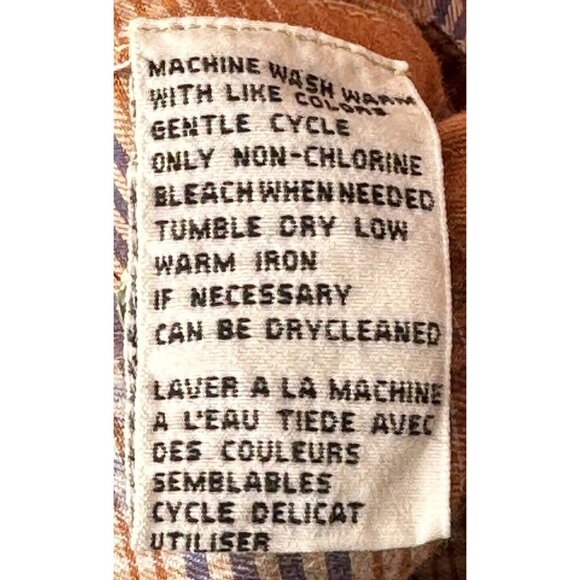 MACHINE WASH WARM
WITH LIKE COLORS
GENTLE CYCLE
ONLY NON-CHLORINE
BLEACH WHEN NEEDED
TUMBLE DRY LOW
WARM IRON
IF NECESSARY
CAN BE DRYCLEANED
LAVER A LA MACHINE
A L'EAU TIEDE AVEC
DES COULEURS
SEMBLABLES
CYCLE DELICAT
UTILISER